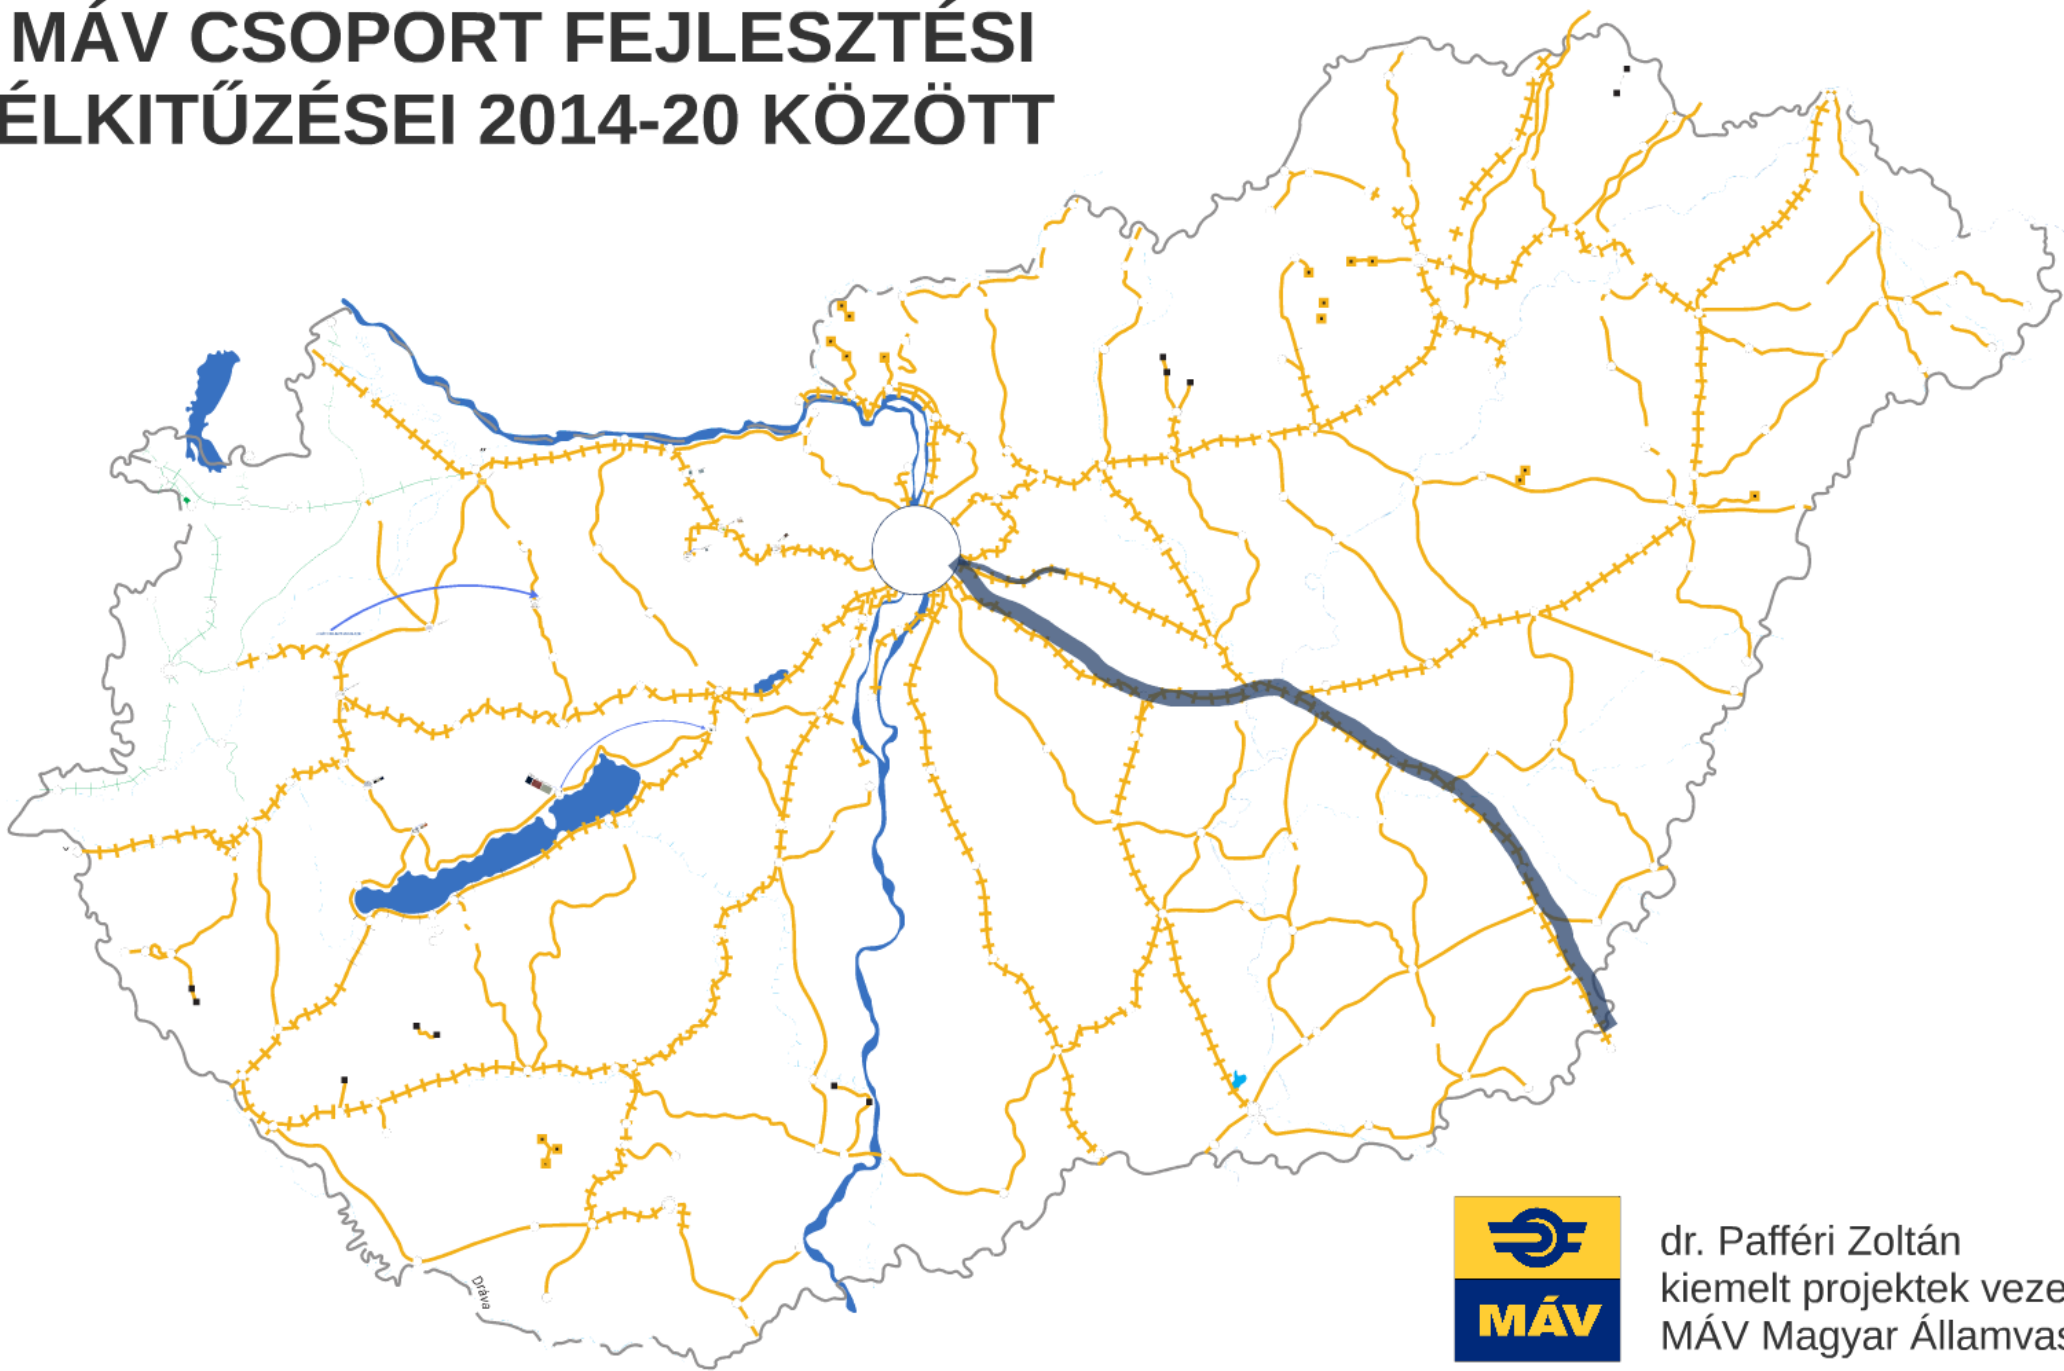 MÁV CSOPORT FEJLESZTÉSI
ÉLKITŰZÉSEI 2014-20 KÖZÖTT
Dráva
MÁV
dr. Pafféri Zoltán
kiemelt projektek veze
MÁV Magyar Államvas